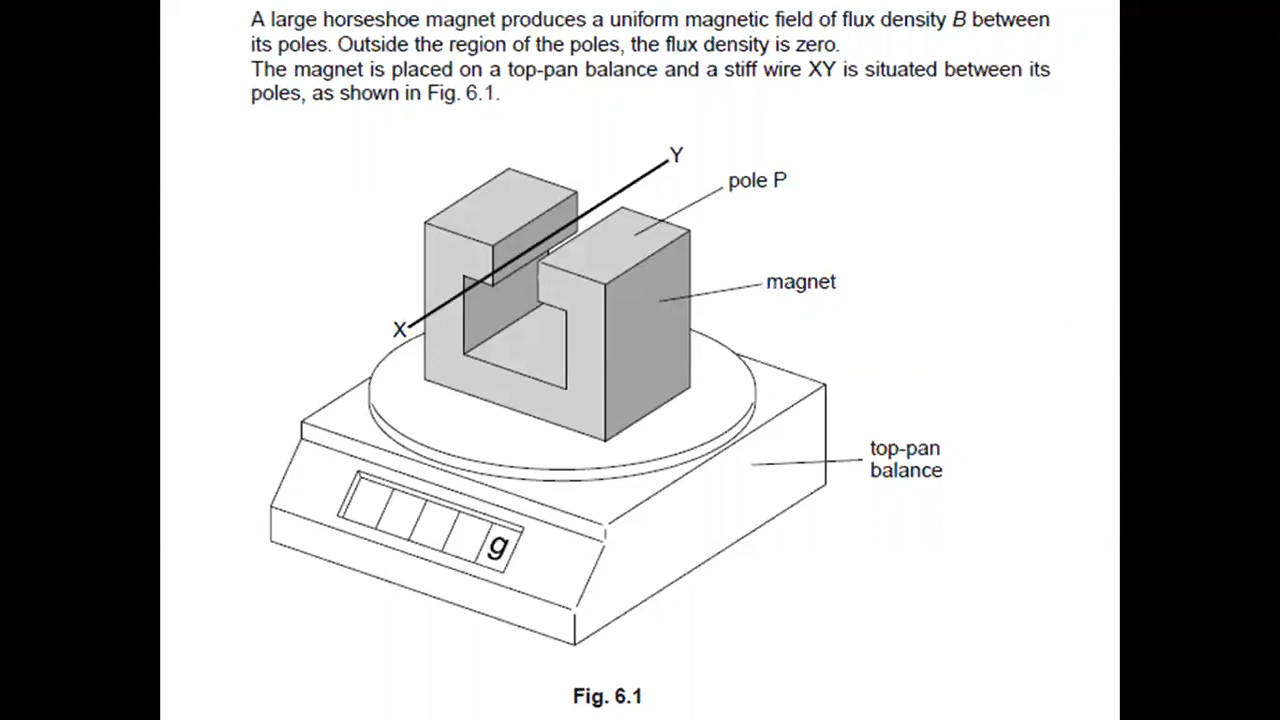 A large horseshoe magnet produces a uniform magnetic field of flux density B between
its poles. Outside the region of the poles, the flux density is zero.
The magnet is placed on a top-pan balance and a stiff wire XY is situated between its
poles, as shown in Fig. 6.1.
Y
pole P
magnet
X
top-pan
balance
g
Fig. 6.1